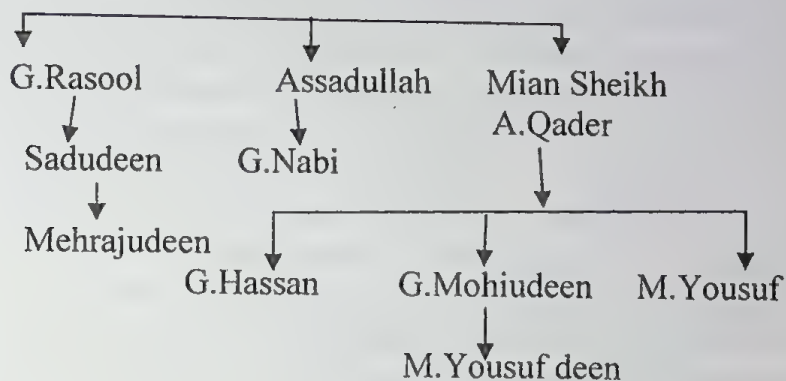 G.Rasool Assadullah Mian Sheikh
A.Qader
Sadudeen G.Nabi
Mehrajudeen
G.Hassan G.Mohiudeen M.Yousuf
M.Yousuf deen